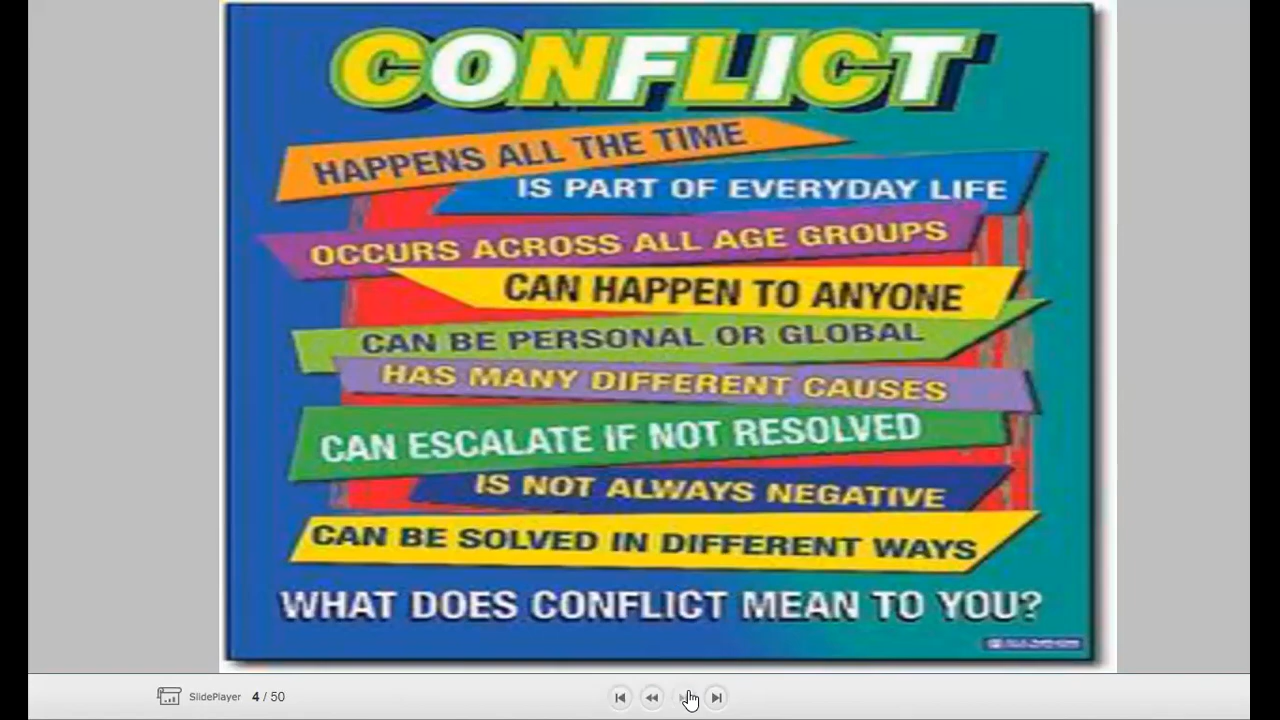 CONFLICT
HAPPENS ALL THE TIME
IS PART OF EVERYDAY LIFE
OCCURS ACROSS ALL AGE GROUPS
CAN HAPPEN TO ANYONE
CAN BE PERSONAL OR GLOBAL
HAS MANY DIFFERENT CAUSES
CAN ESCALATE IF NOT RESOLVED
IS NOT ALWAYS NEGATIVE
CAN BE SOLVED IN DIFFERENT WAYS
WHAT DOES CONFLICT MEAN TO YOU?
SlidePlayer 4 / 50